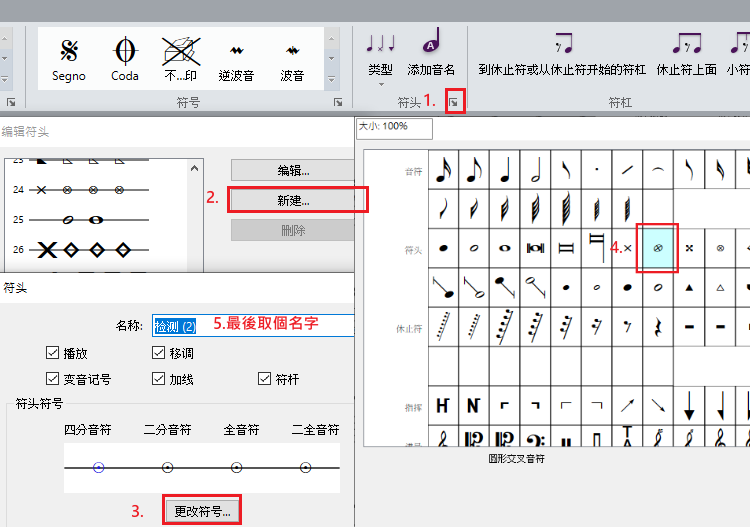 Segno
Coda
不...印
逆波音
波音
类型
添加音名
到休止符或从休止符开始的符杠
休止符上面
小符
符号
符头
1.
符杠
编辑符头
大小: 100%
23
24
25
26
编辑...
2.
新建...
删除
音符
符头
4.
休止符
指挥
圆形交叉音符
符头
名称:
检测 (2)
5.最後取個名字
播放
移调
变音记号
加线
符杆
符头符号
四分音符
二分音符
全音符
二全音符
3.
更改符号...